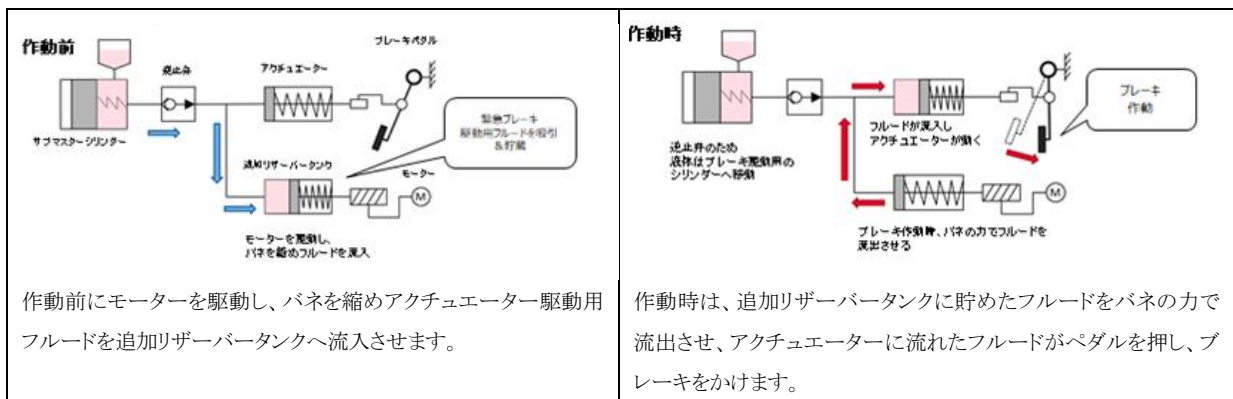 作動前
ブレーキペダル
逆止弁
アクチュエーター
緊急ブレーキ
駆動用フルードを吸引
&貯蔵
サブマスターシリンダー
追加リザーバータンク
モーター
M
モーターを駆動し、
バネを縮めフルードを流入
作動前にモーターを駆動し、バネを縮めアクチュエーター駆動用
フルードを追加リザーバータンクへ流入させます。
作動時
ブレーキ
作動
フルードが流入し
アクチュエーターが動く
逆止弁のため
液体はブレーキ駆動用の
シリンダーへ移動
M
ブレーキ作動時、バネの力でフルードを
流出させる
作動時は、追加リザーバータンクに貯めたフルードをバネの力で
流出させ、アクチュエーターに流れたフルードがペダルを押し、ブ
レーキをかけます。